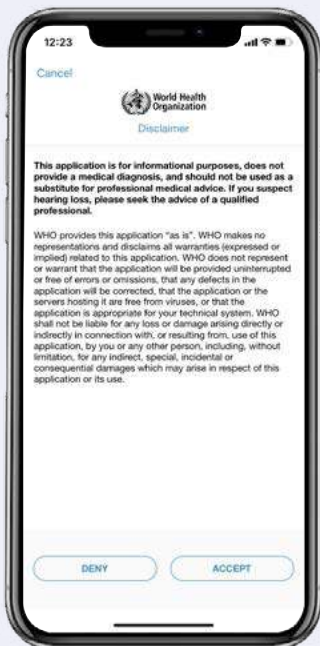 12:23
Cancel
World Health
Organization
Disclaimer
This application is for informational purposes, does not
provide a medical diagnosis, and should not be used as a
substitute for professional medical advice. If you suspect
hearing loss, please seek the advice of a qualified
professional.
WHO provides this application "as is". WHO makes no
representations and disclaims all warranties (expressed or
implied) related to this application. WHO does not represent
or warrant that the application will be provided uninterrupted
or free of errors or omissions, that any defects in the
application will be corrected, that the application or the
servers hosting it are free from viruses, or that the
application is appropriate for your technical system. WHO
shall not be liable for any loss or damage arising directly or
indirectly in connection with, or resulting from, use of this
application, by you or any other person, including, without
limitation, for any indirect, special, incidental or
consequential damages which may arise in respect of this
application or its use.
DENY
ACCEPT